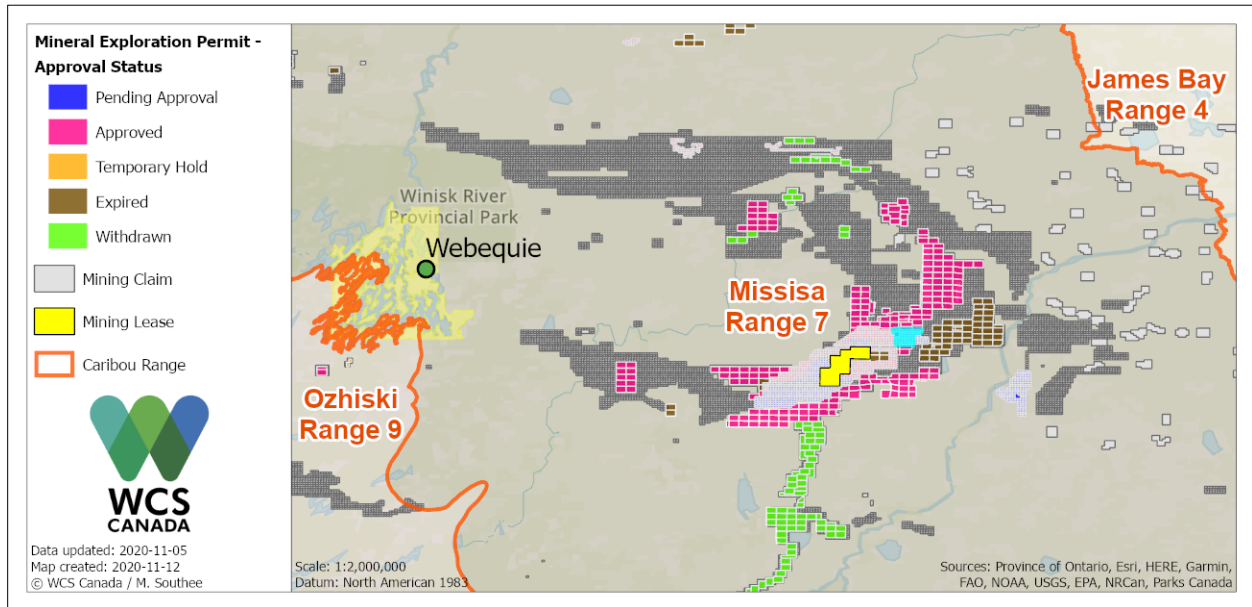 Mineral Exploration Permit -
Approval Status
Pending Approval
Approved
Temporary Hold
Expired
Withdrawn
Mining Claim
Mining Lease
Caribou Range
WCS
CANADA
Data updated: 2020-11-05
Map created: 2020-11-12
© WCS Canada / M. Southee
James Bay
Range 4
Winisk River
Provincial Park
Webequie
Missisa
Range 7
Ozhiski
Range 9
Scale: 1:2,000,000
Datum: North American 1983
Sources: Province of Ontario, Esri, HERE, Garmin,
FAO, NOAA, USGS, EPA, NRCan, Parks Canada